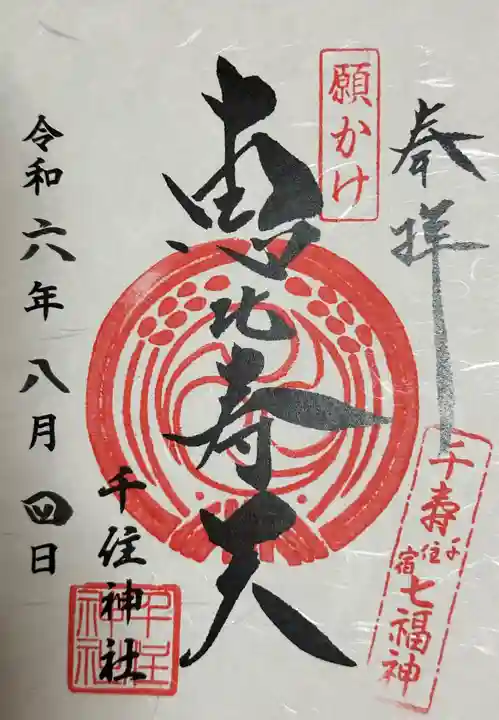 奉拝
千寿
千住宿
七福神
願かけ
恵比寿天
千住神社
千住神社
令和六年八月四日